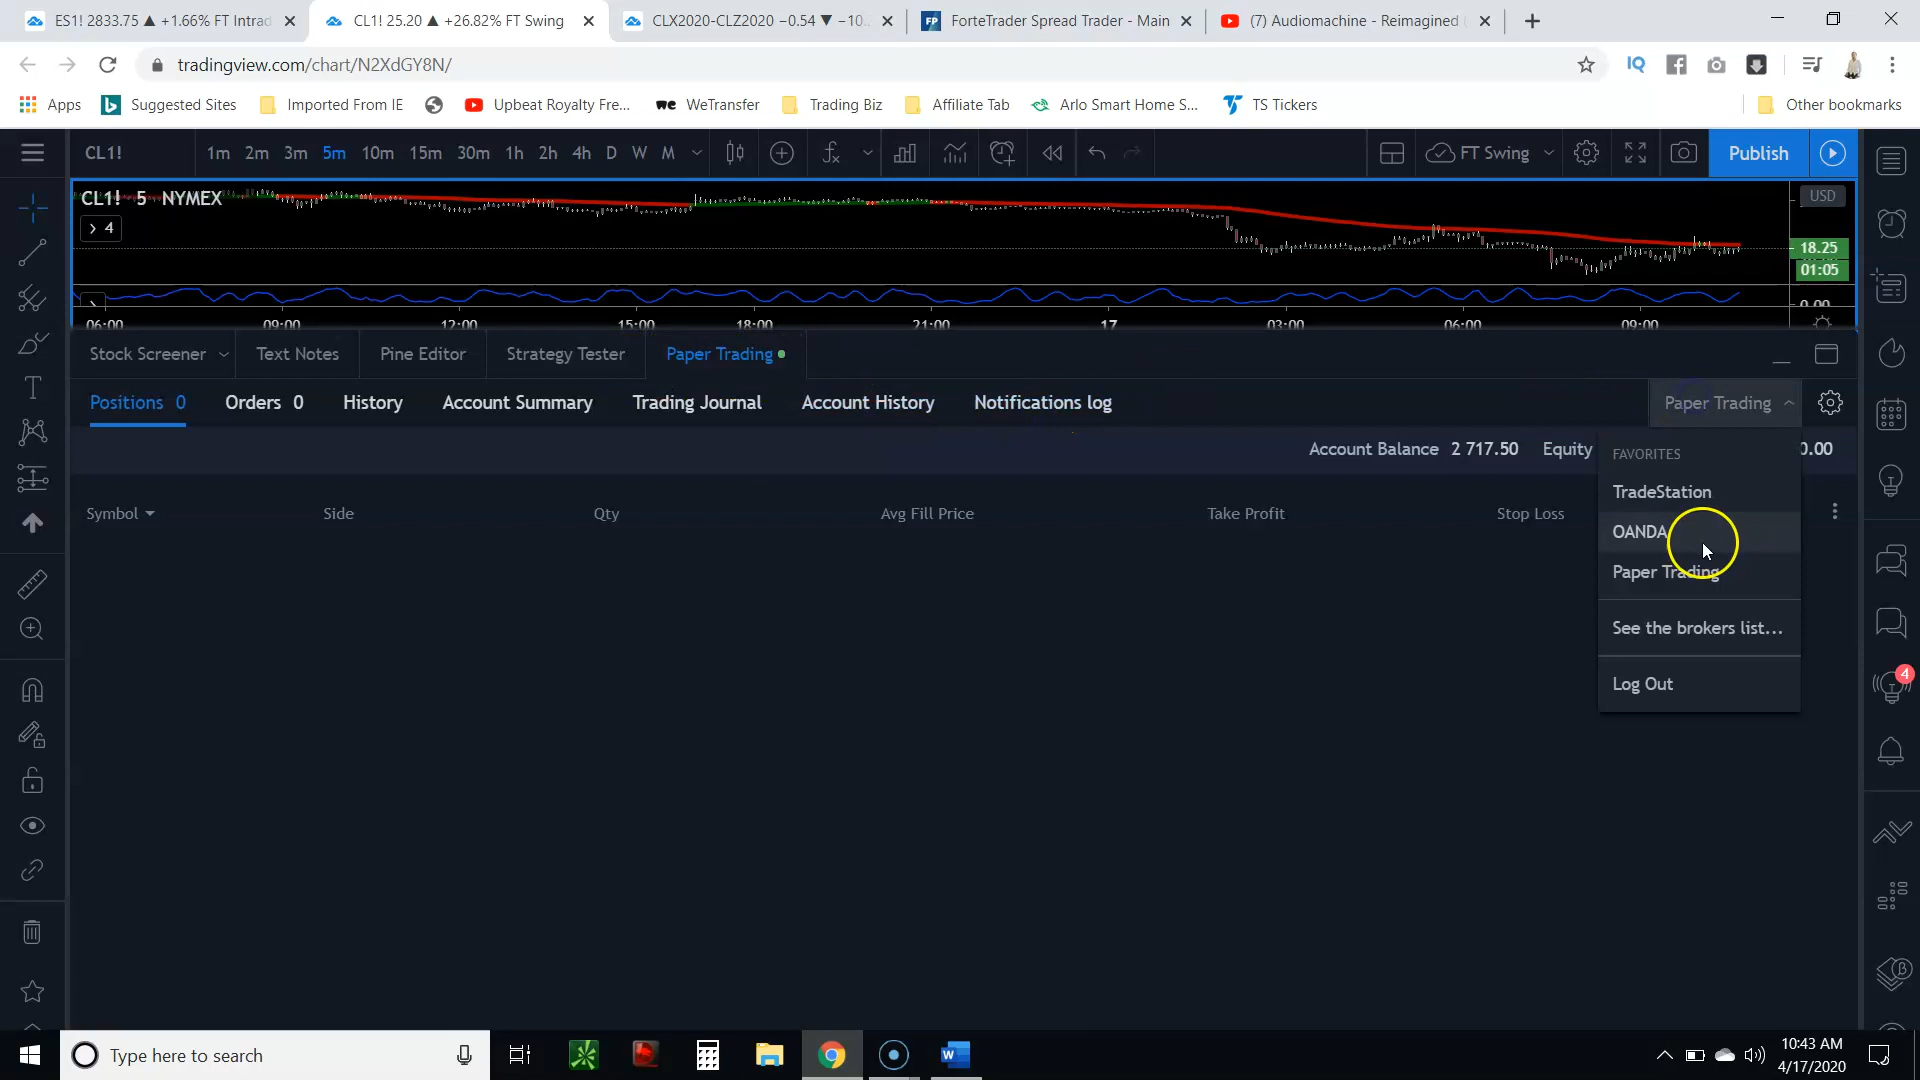 ES1! 2833.75 ▲ +1.66% FT Intrad
CL1! 25.20 ▲ +26.82% FT Swing
CLX2020-CLZ2020 −0.54 ▼ −10.
FP ForteTrader Spread Trader - Main
(7) Audiomachine - Reimagined
tradingview.com/chart/N2XdGY8N/
IQ
Apps
Suggested Sites
Imported From IE
Upbeat Royalty Fre...
we WeTransfer
Trading Biz
Affiliate Tab
Arlo Smart Home S...
TS Tickers
Other bookmarks
CL1!
1m 2m 3m 5m 10m 15m 30m 1h 2h 4h D W M
FT Swing
Publish
CL1! 5 NYMEX
USD
4
18.25
01:05
0.00
06:00 09:00 12:00 15:00 18:00 21:00 17 03:00 06:00 09:00
Stock Screener
Text Notes
Pine Editor
Strategy Tester
Paper Trading
Positions 0
Orders 0
History
Account Summary
Trading Journal
Account History
Notifications log
Paper Trading
Account Balance 2 717.50 Equity
0.00
FAVORITES
TradeStation
OANDA
Paper Trading
See the brokers list...
Log Out
Symbol
Side
Qty
Avg Fill Price
Take Profit
Stop Loss
4
Type here to search
10:43 AM
4/17/2020